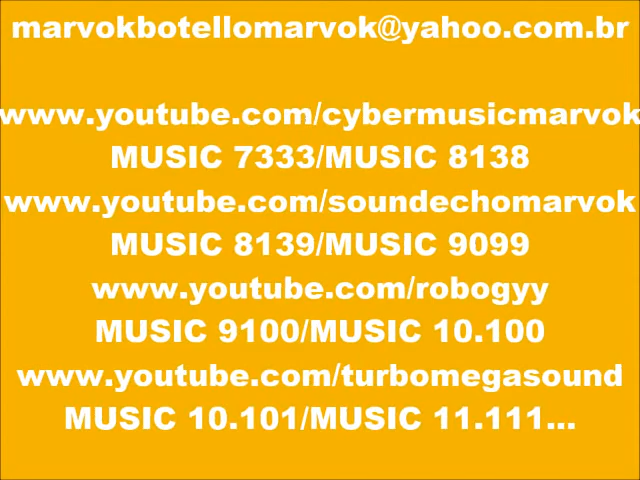 marvokbotellomarvok@yahoo.com.br
www.youtube.com/cybermusicmarvok
MUSIC 7333/MUSIC 8138
www.youtube.com/soundechomarvok
MUSIC 8139/MUSIC 9099
www.youtube.com/robogyy
MUSIC 9100/MUSIC 10.100
www.youtube.com/turbomegasound
MUSIC 10.101/MUSIC 11.111...